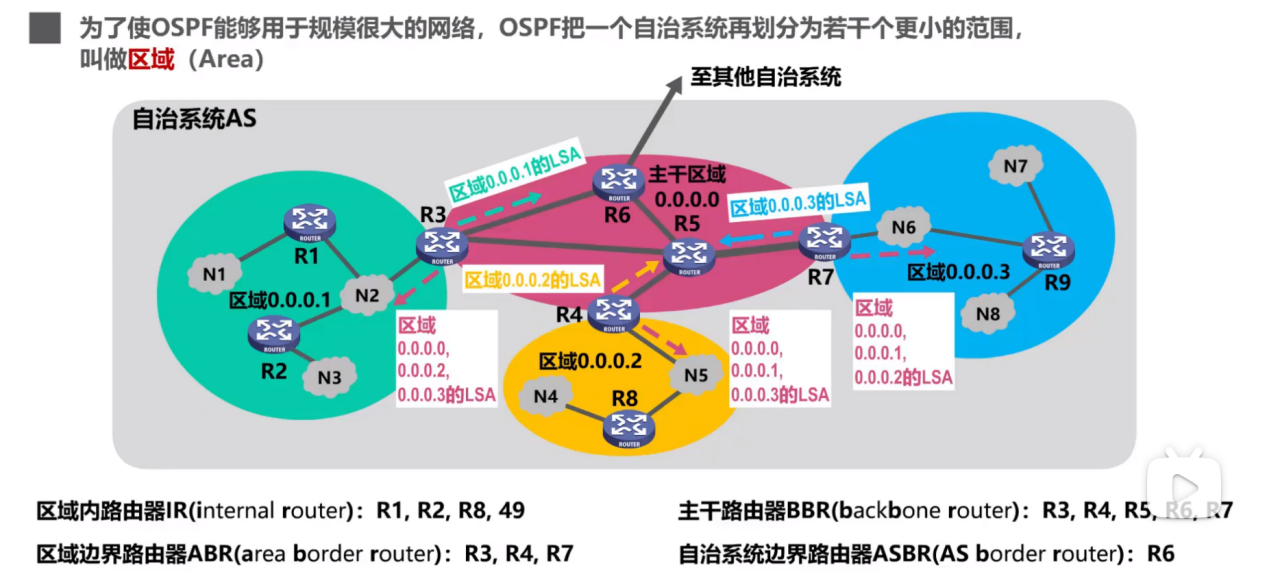 为了使OSPF能够用于规模很大的网络，OSPF把一个自治系统再划分为若干个更小的范围，
叫做区域（Area）
至其他自治系统
自治系统AS
区域0.0.0.1的LSA
主干区域
0.0.0.0
区域0.0.0.3的LSA
N7
R3
ROUTER
R6
ROUTER
R5
ROUTER
N6
R1
ROUTER
N1
区域0.0.0.1
N2
区域0.0.0.2的LSA
R7
ROUTER
区域0.0.0.3
R9
ROUTER
N8
R2
ROUTER
N3
区域
0.0.0.0,
0.0.0.2,
0.0.0.3的LSA
R4
ROUTER
区域0.0.0.2
N5
N4
R8
ROUTER
区域
0.0.0.0,
0.0.0.1,
0.0.0.3的LSA
区域
0.0.0.0,
0.0.0.1,
0.0.0.2的LSA
区域内路由器IR(internal router)：R1, R2, R8, 49
主干路由器BBR(backbone router)：R3, R4, R5, R6, R7
区域边界路由器ABR(area border router)：R3, R4, R7
自治系统边界路由器ASBR(AS border router)：R6